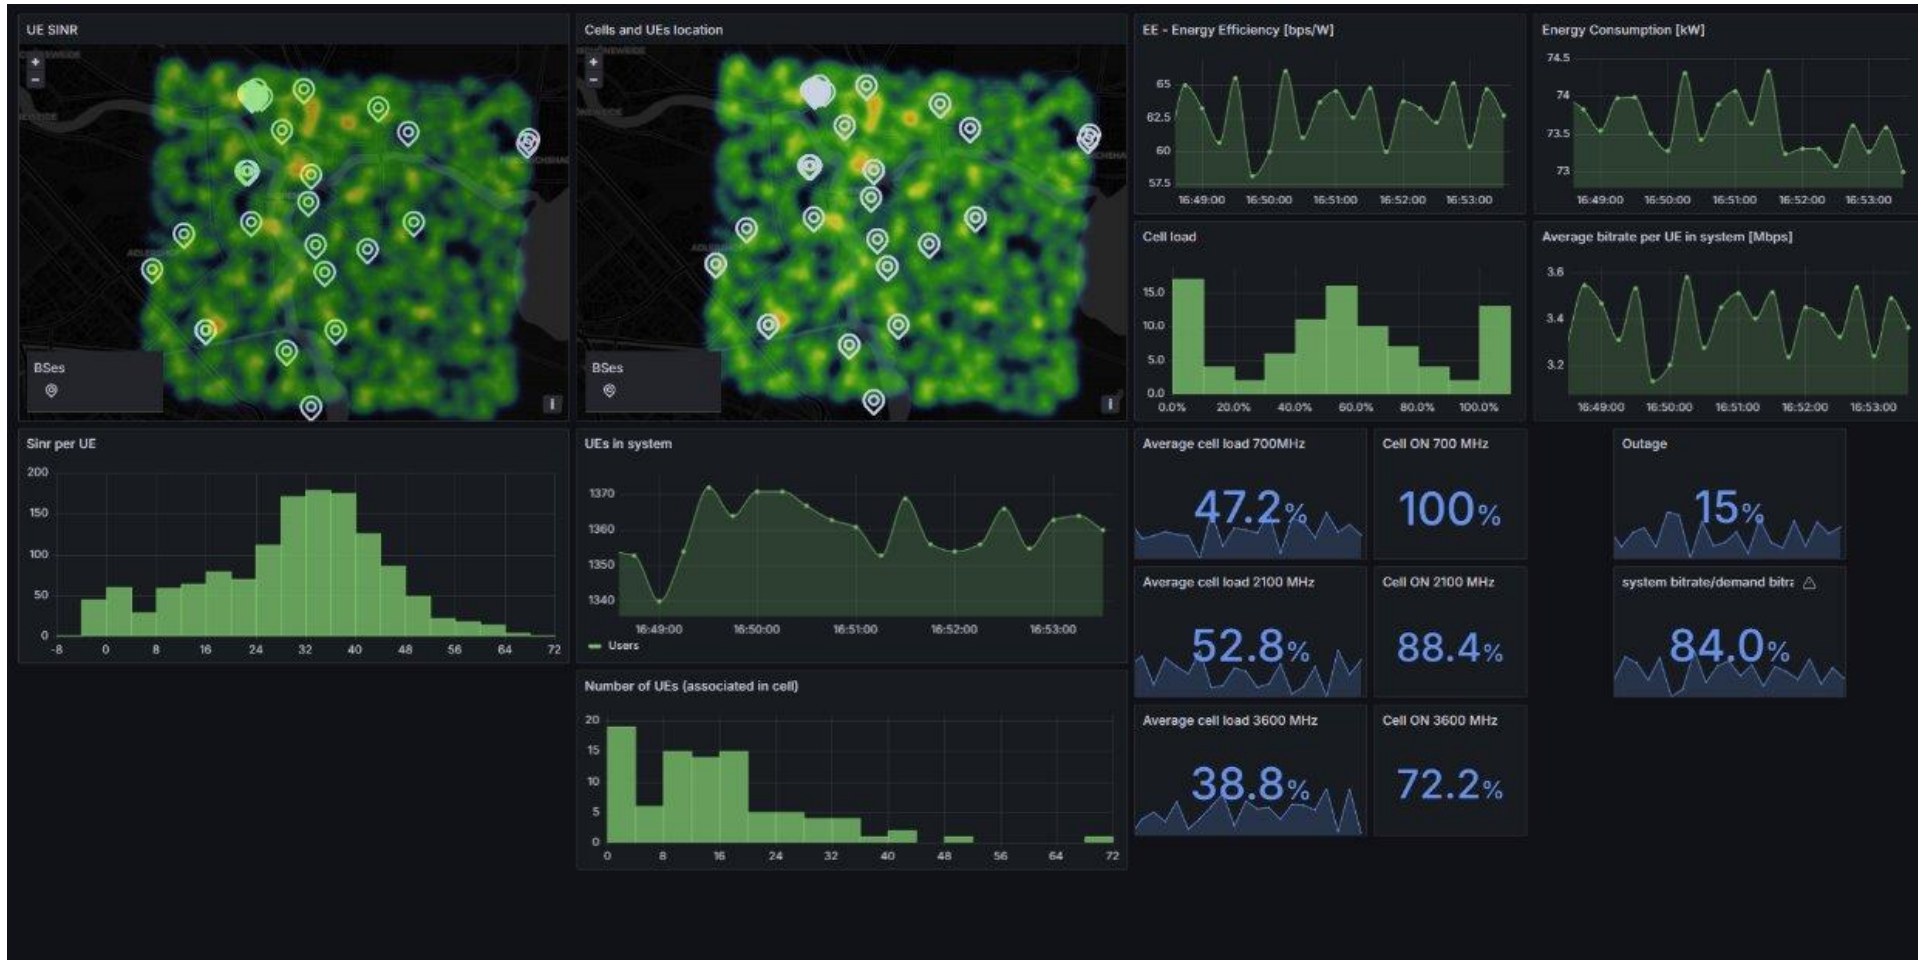 UE SINR
+
−
BSes
i
Cells and UEs location
+
−
BSes
i
EE - Energy Efficiency [bps/W]
65
62.5
60
57.5
16:49:00 16:50:00 16:51:00 16:52:00 16:53:00
Energy Consumption [kW]
74.5
74
73.5
73
16:49:00 16:50:00 16:51:00 16:52:00 16:53:00
Cell load
15.0
10.0
5.0
0.0
0.0% 20.0% 40.0% 60.0% 80.0% 100.0%
Average bitrate per UE in system [Mbps]
3.6
3.4
3.2
16:49:00 16:50:00 16:51:00 16:52:00 16:53:00
Sinr per UE
200
150
100
50
0
-8 0 8 16 24 32 40 48 56 64 72
UEs in system
1370
1360
1350
1340
16:49:00 16:50:00 16:51:00 16:52:00 16:53:00
Users
Number of UEs (associated in cell)
20
15
10
5
0
0 8 16 24 32 40 48 56 64 72
Average cell load 700MHz
47.2%
Cell ON 700 MHz
100%
Outage
15%
Average cell load 2100 MHz
52.8%
Cell ON 2100 MHz
88.4%
system bitrate/demand bitra
84.0%
Average cell load 3600 MHz
38.8%
Cell ON 3600 MHz
72.2%